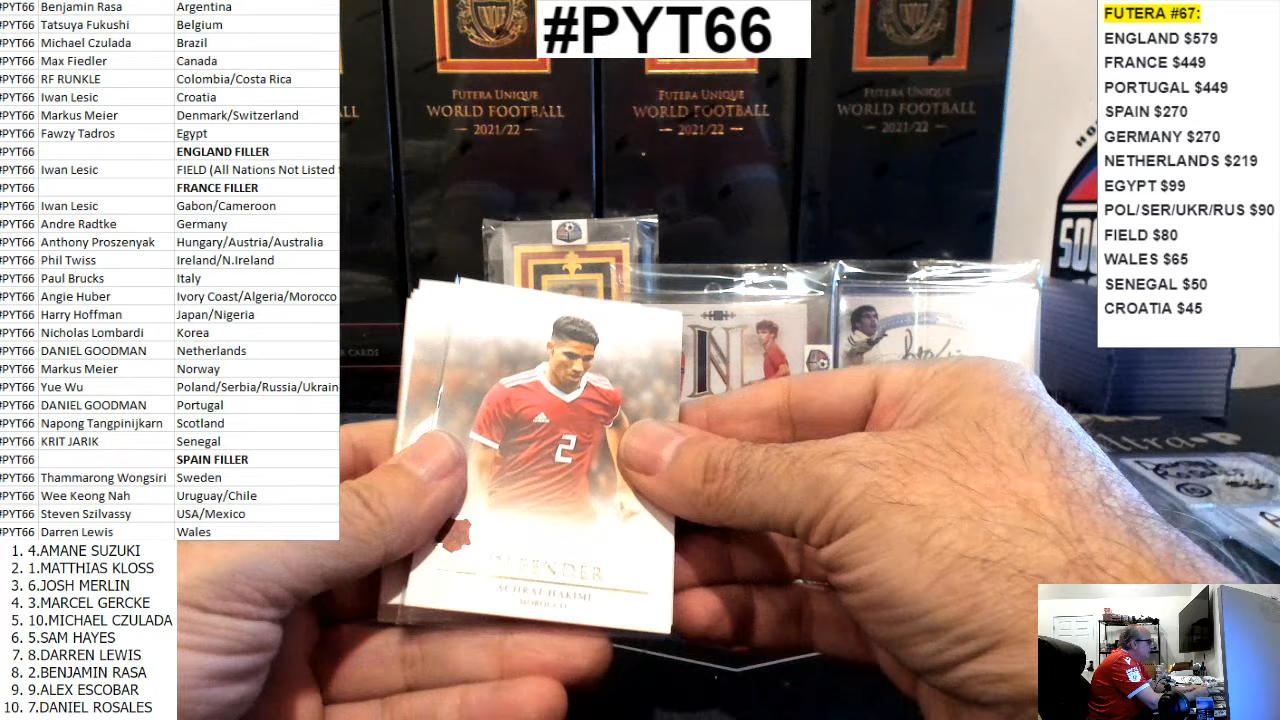 #PYT66 Benjamin Rasa Argentina
#PYT66 Tatsuya Fukushi Belgium
#PYT66 Michael Czulada Brazil
#PYT66 Max Fiedler Canada
#PYT66 RF RUNKLE Colombia/Costa Rica
#PYT66 Iwan Lesic Croatia
#PYT66 Markus Meier Denmark/Switzerland
#PYT66 Fawzy Tadros Egypt
#PYT66 ENGLAND FILLER
#PYT66 Iwan Lesic FIELD (All Nations Not Listed
#PYT66 FRANCE FILLER
#PYT66 Iwan Lesic Gabon/Cameroon
#PYT66 Andre Radtke Germany
#PYT66 Anthony Proszenyak Hungary/Austria/Australia
#PYT66 Phil Twiss Ireland/N.Ireland
#PYT66 Paul Brucks Italy
#PYT66 Angie Huber Ivory Coast/Algeria/Morocco
#PYT66 Harry Hoffman Japan/Nigeria
#PYT66 Nicholas Lombardi Korea
#PYT66 DANIEL GOODMAN Netherlands
#PYT66 Markus Meier Norway
#PYT66 Yue Wu Poland/Serbia/Russia/Ukrain
#PYT66 DANIEL GOODMAN Portugal
#PYT66 Napong Tangpinijkarn Scotland
#PYT66 KRIT JARIK Senegal
#PYT66 SPAIN FILLER
#PYT66 Thammarong Wongsiri Sweden
#PYT66 Wee Keong Nah Uruguay/Chile
#PYT66 Steven Szilvassy USA/Mexico
#PYT66 Darren Lewis Wales
1. 4.AMANE SUZUKI
2. 1.MATTHIAS KLOSS
3. 6.JOSH MERLIN
4. 3.MARCEL GERCKE
5. 10.MICHAEL CZULADA
6. 5.SAM HAYES
7. 8.DARREN LEWIS
8. 2.BENJAMIN RASA
9. 9.ALEX ESCOBAR
10. 7.DANIEL ROSALES
#PYT66
FUTERA UNIQUE
WORLD FOOTBALL
2021/22
FUTERA UNIQUE
WORLD FOOTBALL
2021/22
FUTERA UNIQUE
WORLD FOOTBALL
2021/22
N
2
DEFENDER
ACHRAF HAKIMI
MOROCCO
FUTERA #67:
ENGLAND $579
FRANCE $449
PORTUGAL $449
SPAIN $270
GERMANY $270
NETHERLANDS $219
EGYPT $99
POL/SER/UKR/RUS $90
FIELD $80
WALES $65
SENEGAL $50
CROATIA $45